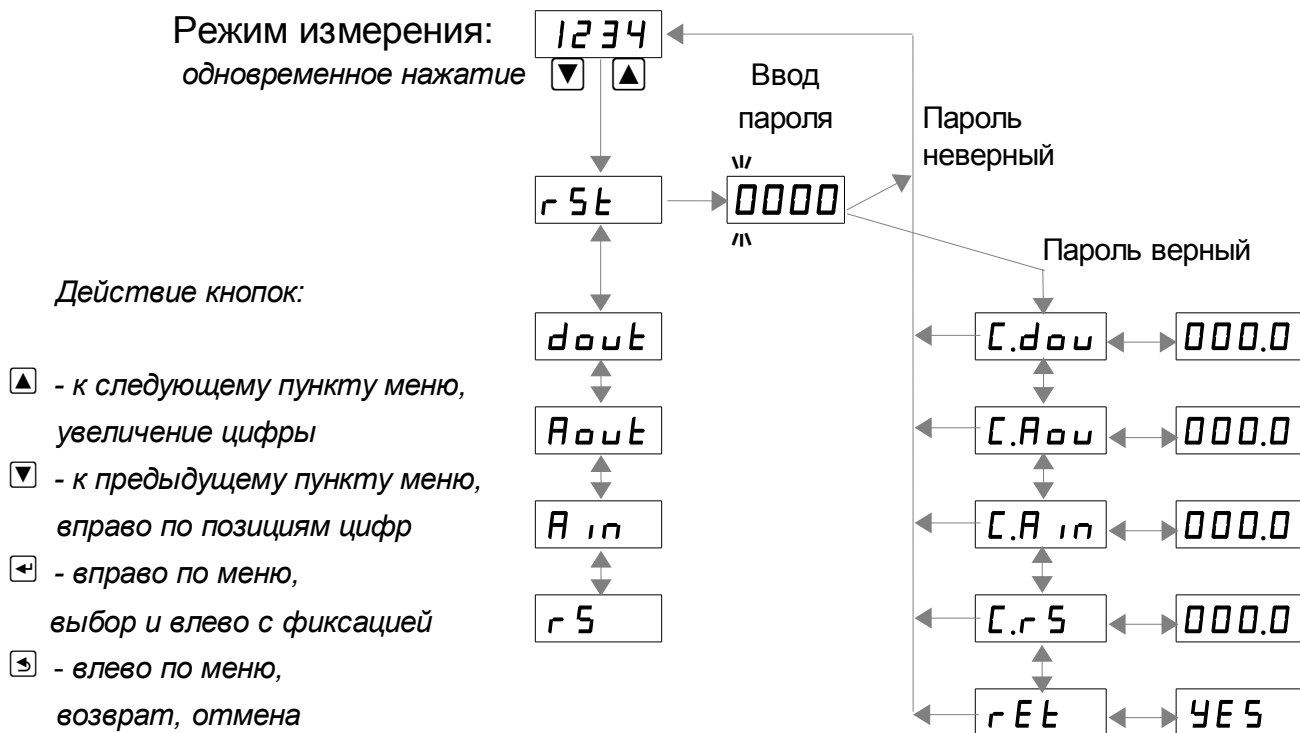 Режим измерения:
1234
одновременное нажатие
Ввод
пароля
Пароль
неверный
rSt
0000
Пароль верный
Действие кнопок:
dout
C.dou
000.0
- к следующему пункту меню,
увеличение цифры
Aout
C.Aou
000.0
- к предыдущему пункту меню,
вправо по позициям цифр
A in
C.A in
000.0
- вправо по меню,
выбор и влево с фиксацией
rS
C.rS
000.0
- влево по меню,
возврат, отмена
rEt
YES